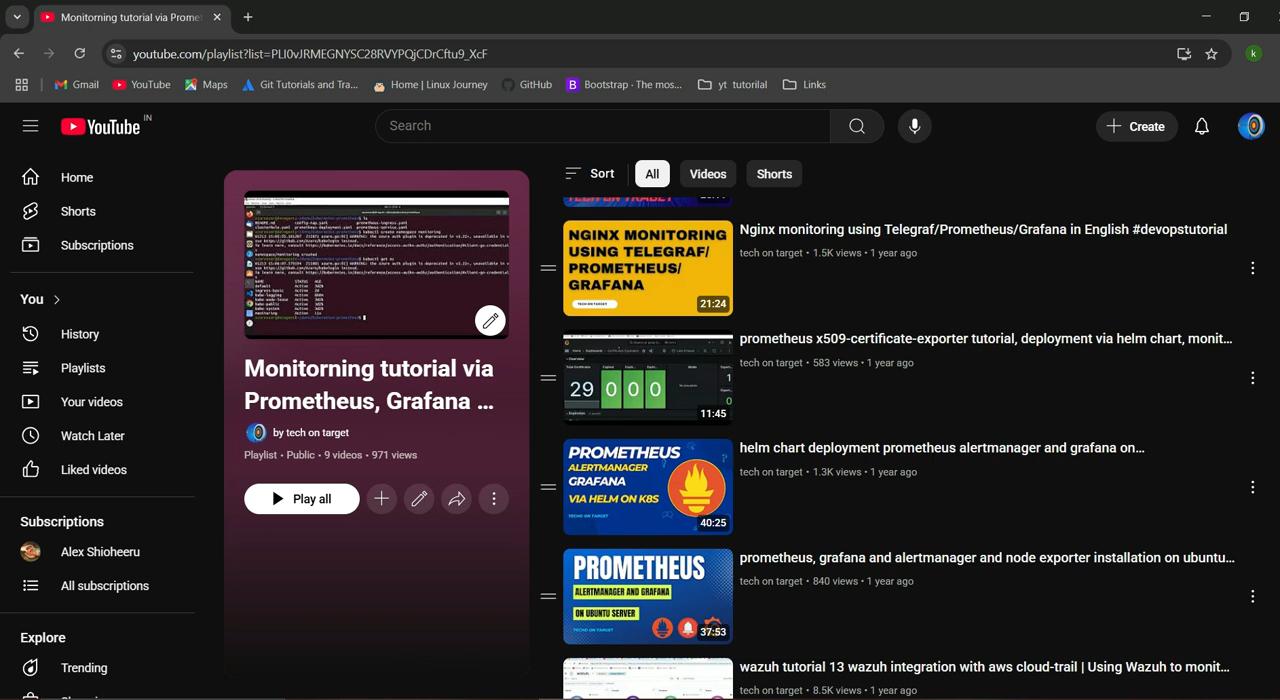 Monitorning tutorial via Prome
youtube.com/playlist?list=PLI0vJRMEGNYSC28RVYPQjCDrCftu9_XcF
k
Gmail
YouTube
Maps
Git Tutorials and Tra...
Home | Linux Journey
GitHub
Bootstrap · The mos...
yt tutorilal
Links
YouTube IN
Search
Create
Home
Shorts
Subscriptions
You
History
Playlists
Your videos
Watch Later
Liked videos
Subscriptions
Alex Shioheeru
All subscriptions
Explore
Trending
Monitorning tutorial via
Prometheus, Grafana ...
by tech on target
Playlist • Public • 9 videos • 971 views
Play all
Sort
All
Videos
Shorts
TECH ON TARGET
NGINX MONITORING
USING TELEGRAF/
PROMETHEUS/
GRAFANA
TECH ON TARGET
21:24
Nginx monitoring using Telegraf/Prometheus/Grafana in English #devopstutorial
tech on target • 1.5K views • 1 year ago
29
0
0
0
11:45
prometheus x509-certificate-exporter tutorial, deployment via helm chart, monit...
tech on target • 583 views • 1 year ago
PROMETHEUS
ALERTMANAGER
GRAFANA
VIA HELM ON K8S
TECHO ON TARGET
40:25
helm chart deployment prometheus alertmanager and grafana on...
tech on target • 1.3K views • 1 year ago
PROMETHEUS
ALERTMANAGER AND GRAFANA
ON UBUNTU SERVER
TECHO ON TARGET
37:53
prometheus, grafana and alertmanager and node exporter installation on ubuntu...
tech on target • 840 views • 1 year ago
wazuh tutorial 13 wazuh integration with aws cloud-trail | Using Wazuh to monit...
tech on target • 8.5K views • 1 year ago